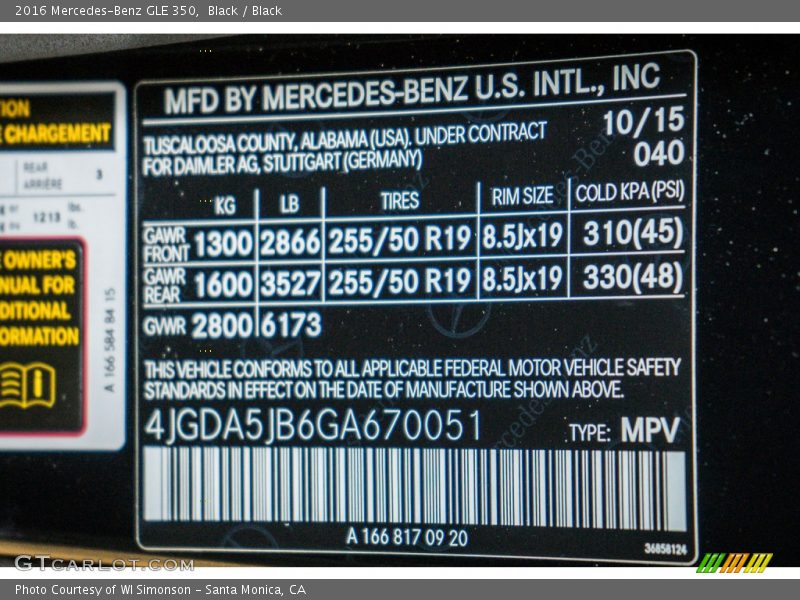 2016 Mercedes-Benz GLE 350, Black / Black
TION
E CHARGEMENT
REAR
ARRIÈRE
3
1213
lbs.
lb.
E OWNER'S
NUAL FOR
DITIONAL
ORMATION
A 166 584 84 15
MFD BY MERCEDES-BENZ U.S. INTL., INC
TUSCALOOSA COUNTY, ALABAMA (USA). UNDER CONTRACT
FOR DAIMLER AG, STUTTGART (GERMANY)
10/15
040
KG LB TIRES RIM SIZE COLD KPA (PSI)
GAWR FRONT 1300 2866 255/50 R19 8.5Jx19 310(45)
GAWR REAR 1600 3527 255/50 R19 8.5Jx19 330(48)
GWR 2800 6173
THIS VEHICLE CONFORMS TO ALL APPLICABLE FEDERAL MOTOR VEHICLE SAFETY
STANDARDS IN EFFECT ON THE DATE OF MANUFACTURE SHOWN ABOVE.
4JGDA5JB6GA670051
TYPE: MPV
A 166 817 09 20
36858124
GTcarlot.com
Photo Courtesy of WI Simonson - Santa Monica, CA